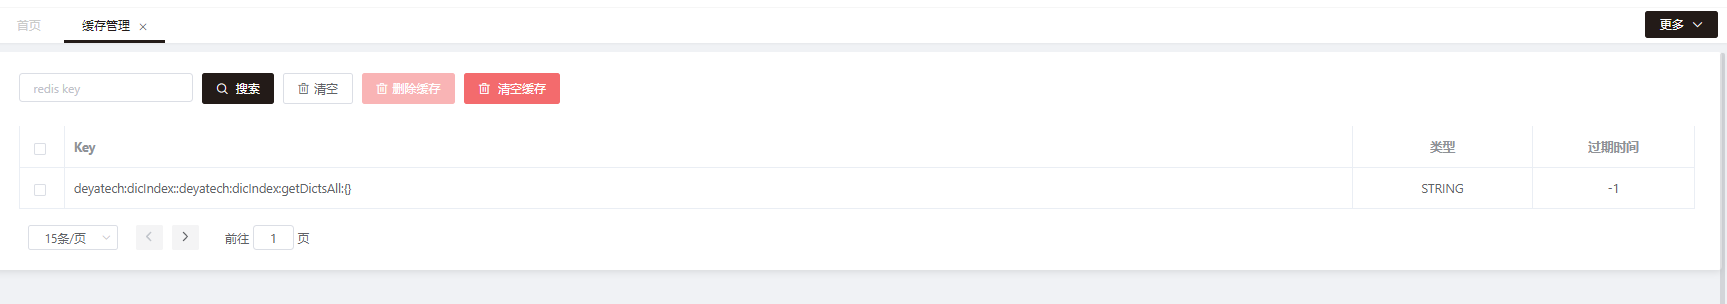 首页 缓存管理 × 更多
redis key 搜索 清空 删除缓存 清空缓存
Key 类型 过期时间
deyatech:dicIndex::deyatech:dicIndex:getDictsAll:{} STRING -1
15条/页 前往 1 页